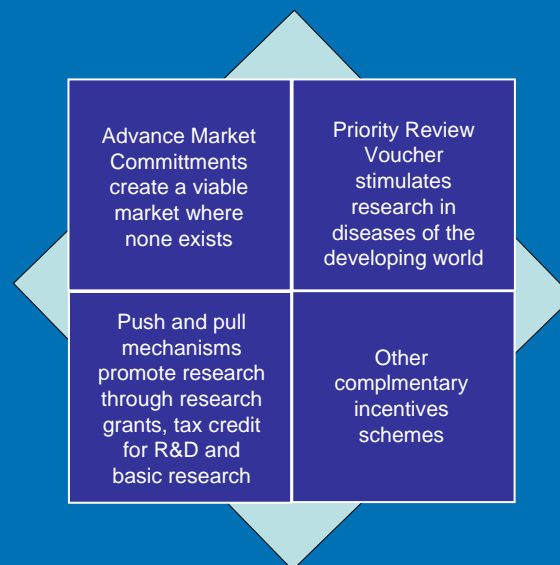 Advance Market
Committments
create a viable
market where
none exists
Priority Review
Voucher
stimulates
research in
diseases of the
developing world
Push and pull
mechanisms
promote research
through research
grants, tax credit
for R&D and
basic research
Other
complmentary
incentives
schemes